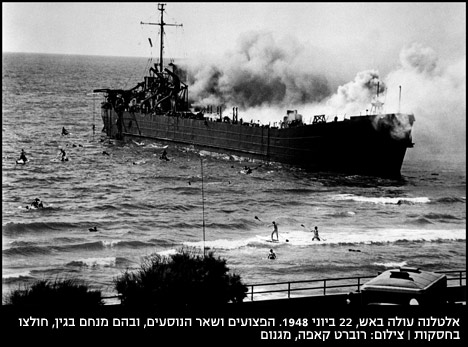 אלטלנה עולה באש, 22 ביוני 1948. הפצועים ושאר הנוסעים, ובהם מנחם בגין, חולצו
בחסקות | צילום: רוברט קאפה, מגנום